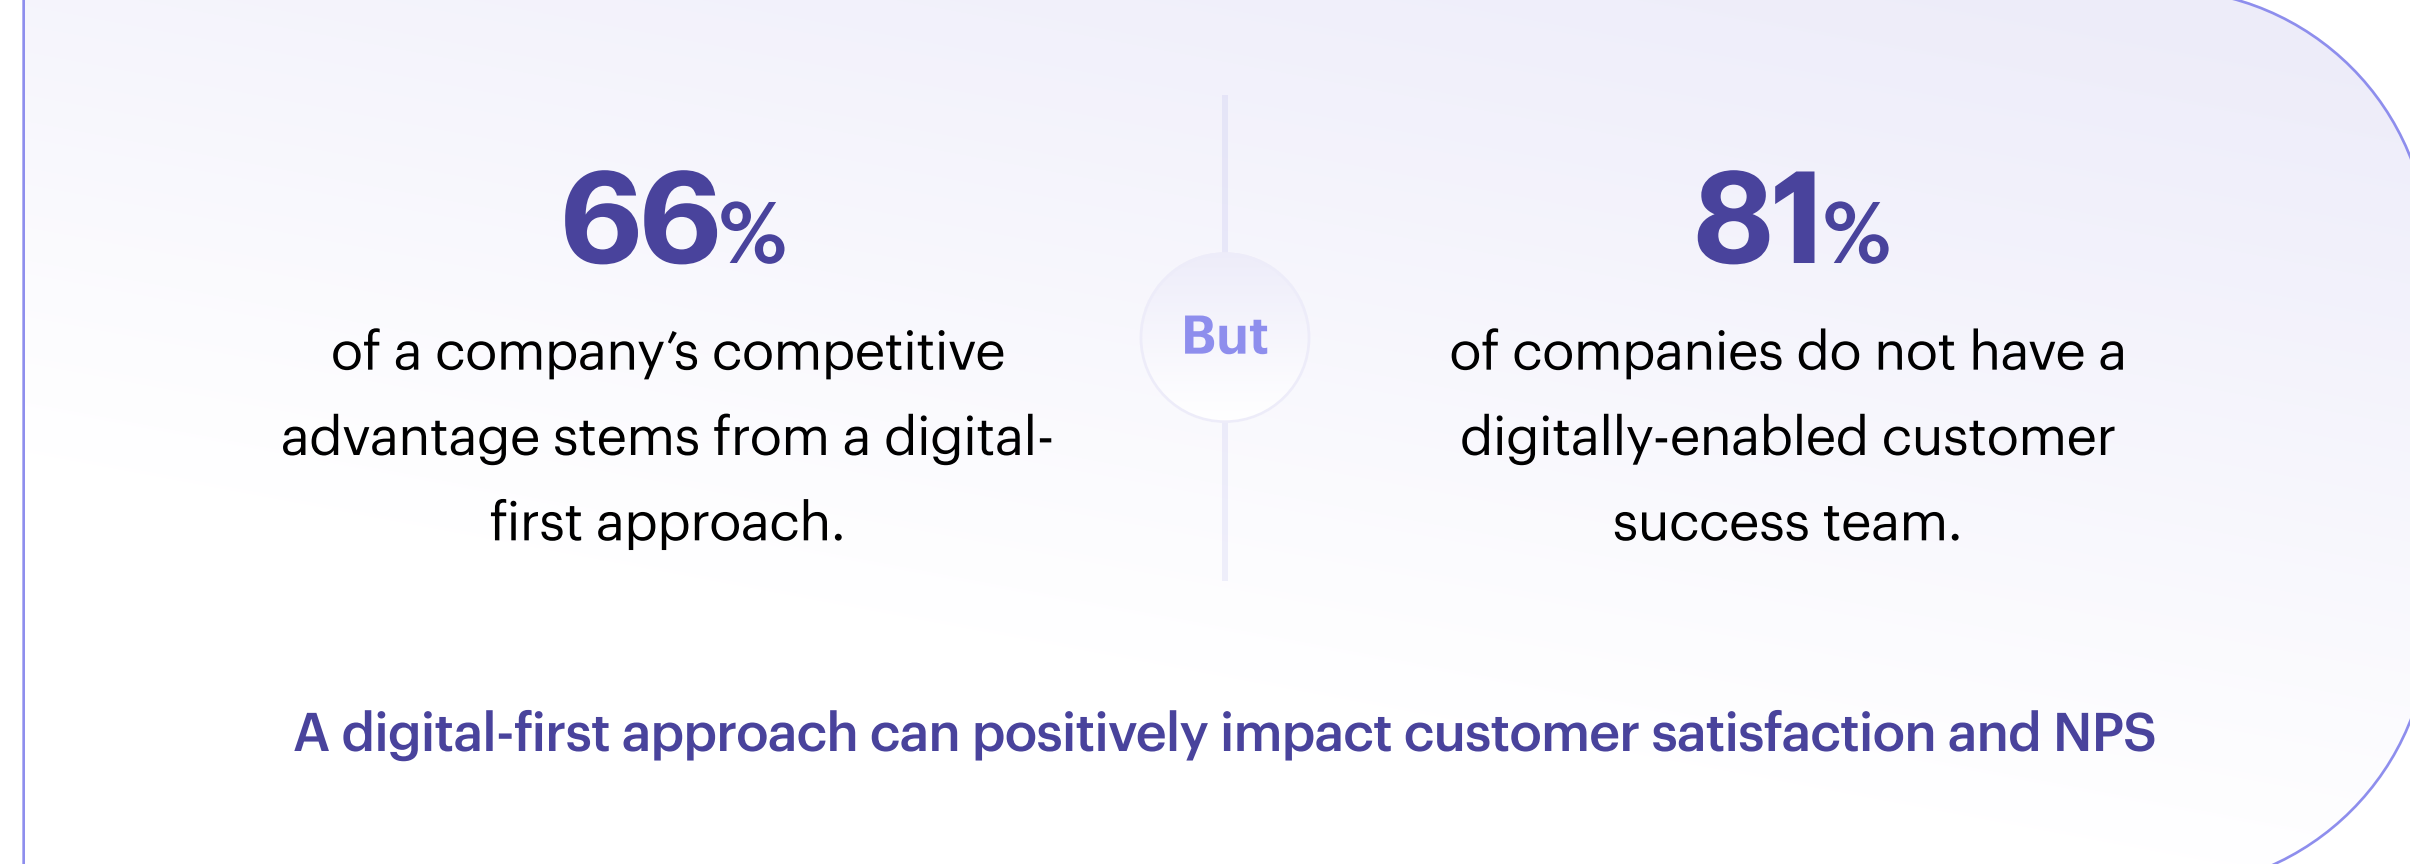 66%
of a company’s competitive
advantage stems from a digital-
first approach.
But
81%
of companies do not have a
digitally-enabled customer
success team.
A digital-first approach can positively impact customer satisfaction and NPS